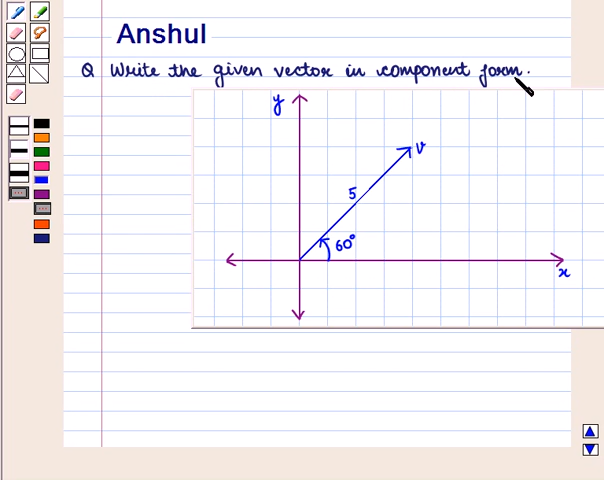 Anshul
Q Write the given vector in component form.
y
v
5
60°
x